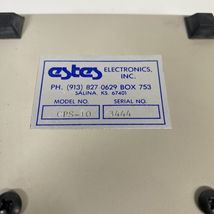 estes ELECTRONICS, INC.
PH. (913) 827 0629 BOX 753
SALINA, KS. 67401
MODEL NO. SERIAL NO.
CPS-10 3444